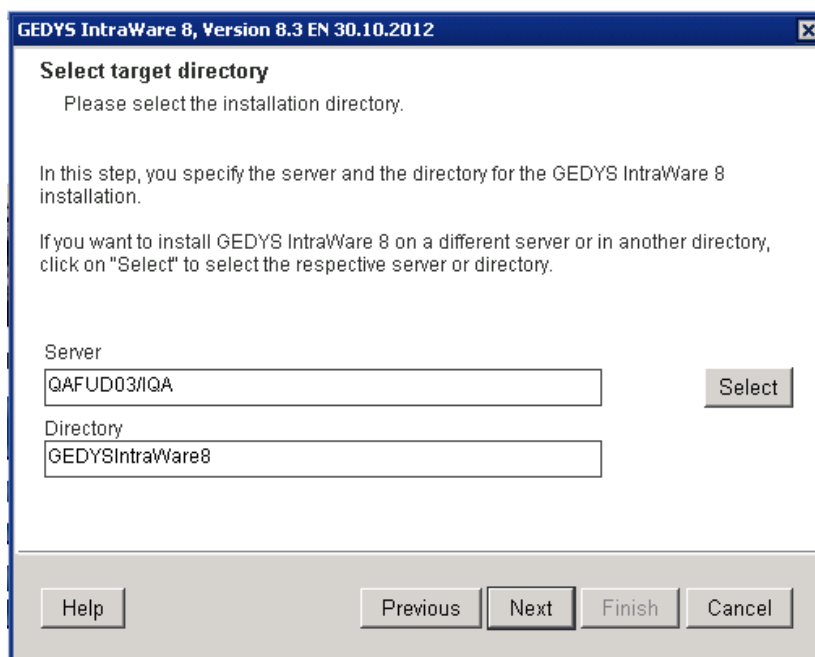 GEDYS IntraWare 8, Version 8.3 EN 30.10.2012
Select target directory
Please select the installation directory.
In this step, you specify the server and the directory for the GEDYS IntraWare 8
installation.
If you want to install GEDYS IntraWare 8 on a different server or in another directory,
click on "Select" to select the respective server or directory.
Server
QAFUD03/IQA
Select
Directory
GEDYSIntraWare8
Help
Previous
Next
Finish
Cancel